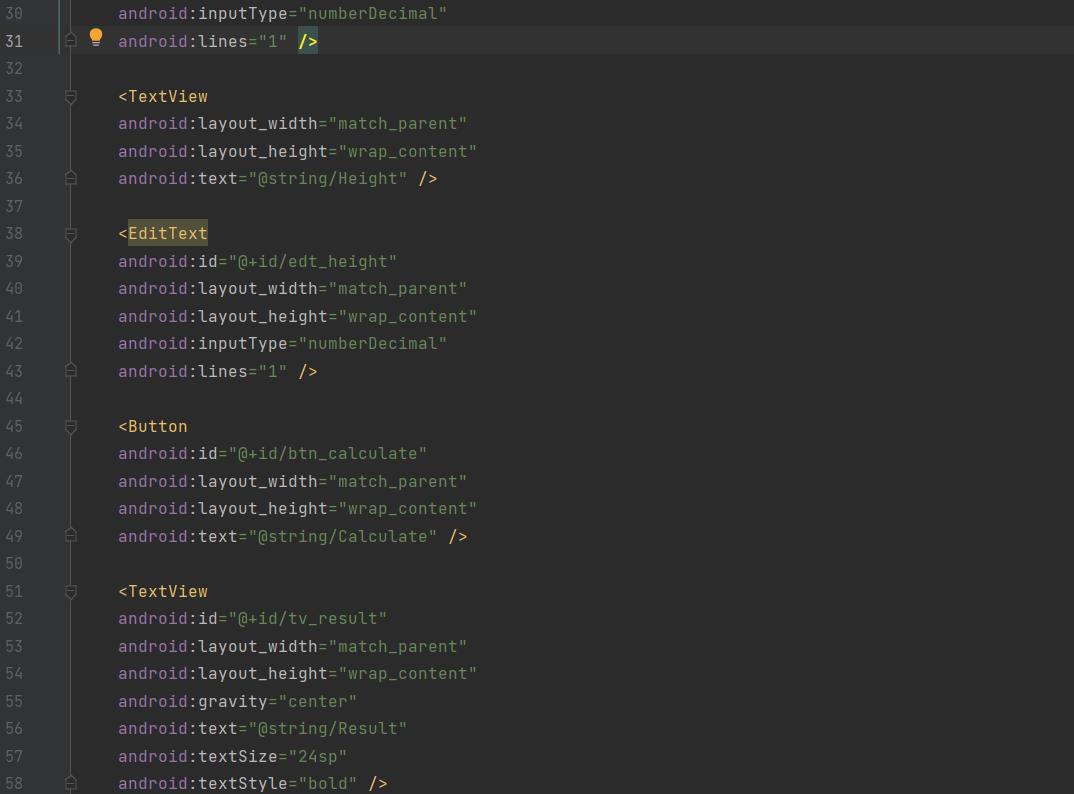 30 android:inputType="numberDecimal"
31 android:lines="1" />
32
33 <TextView
34 android:layout_width="match_parent"
35 android:layout_height="wrap_content"
36 android:text="@string/Height" />
37
38 <EditText
39 android:id="@+id/edt_height"
40 android:layout_width="match_parent"
41 android:layout_height="wrap_content"
42 android:inputType="numberDecimal"
43 android:lines="1" />
44
45 <Button
46 android:id="@+id/btn_calculate"
47 android:layout_width="match_parent"
48 android:layout_height="wrap_content"
49 android:text="@string/Calculate" />
50
51 <TextView
52 android:id="@+id/tv_result"
53 android:layout_width="match_parent"
54 android:layout_height="wrap_content"
55 android:gravity="center"
56 android:text="@string/Result"
57 android:textSize="24sp"
58 android:textStyle="bold" />